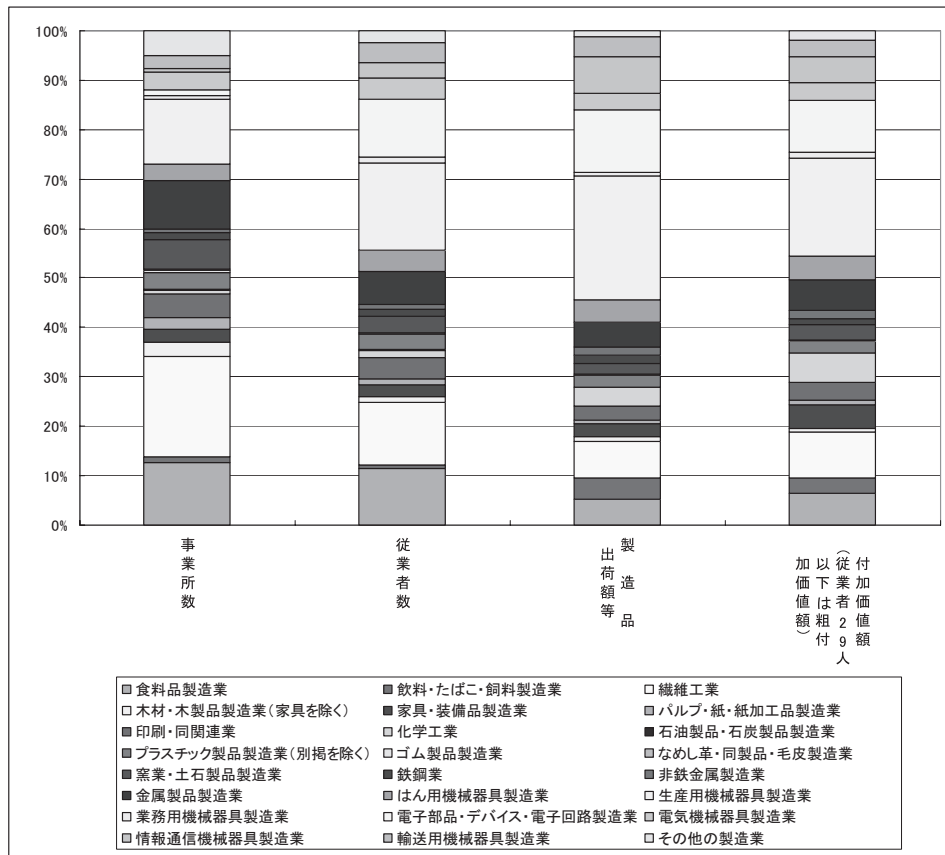 100%
90%
80%
70%
60%
50%
40%
30%
20%
10%
0%
事業所数
従業者数
製造品
出荷額等
付加価値額
(従業者29人
以下は粗付
加価値額)
食料品製造業
飲料・たばこ・飼料製造業
繊維工業
木材・木製品製造業(家具を除く)
家具・装備品製造業
パルプ・紙・紙加工品製造業
印刷・同関連業
化学工業
石油製品・石炭製品製造業
プラスチック製品製造業(別掲を除く)
ゴム製品製造業
なめし革・同製品・毛皮製造業
窯業・土石製品製造業
鉄鋼業
非鉄金属製造業
金属製品製造業
はん用機械器具製造業
生産用機械器具製造業
業務用機械器具製造業
電子部品・デバイス・電子回路製造業
電気機械器具製造業
情報通信機械器具製造業
輸送用機械器具製造業
その他の製造業